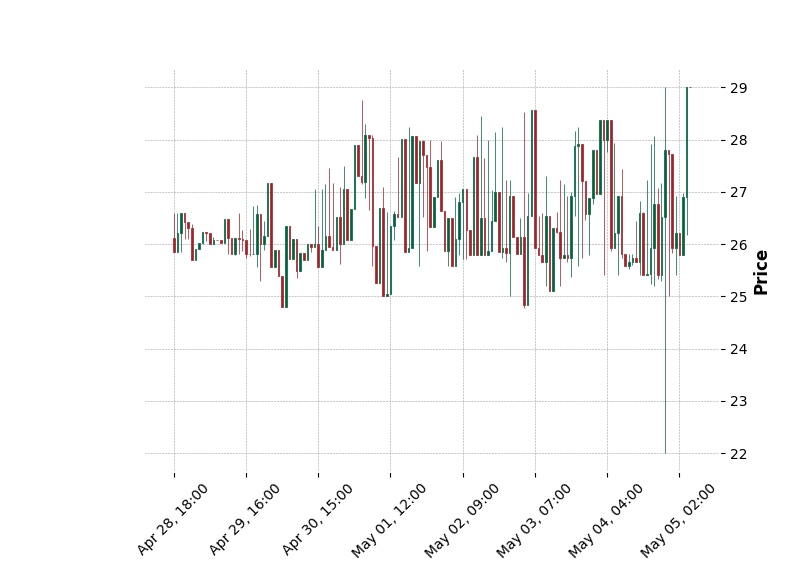 29
28
27
26
25
24
23
22
Price
Apr 28, 18:00
Apr 29, 16:00
Apr 30, 15:00
May 01, 12:00
May 02, 09:00
May 03, 07:00
May 04, 04:00
May 05, 02:00